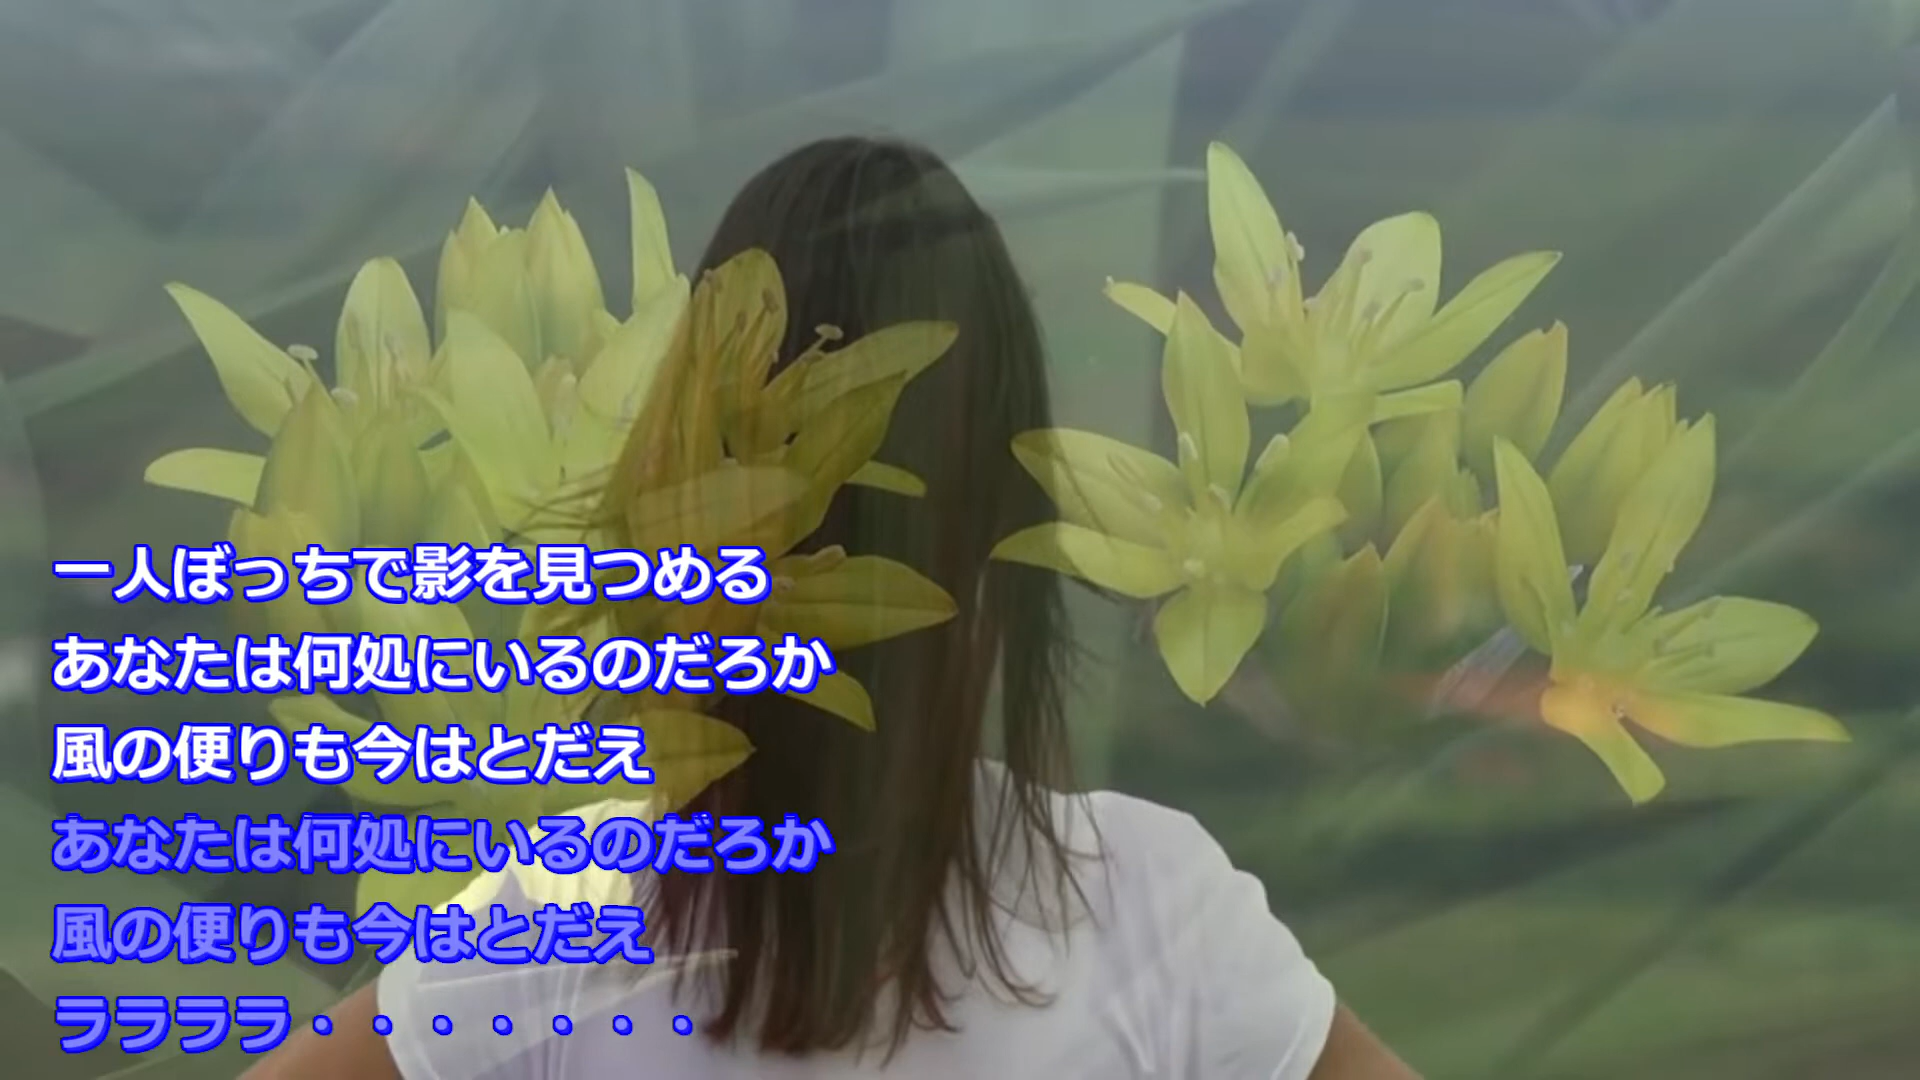 一人ぼっちで影を見つめる
あなたは何処にいるのだろか
風の便りも今はとだえ
あなたは何処にいるのだろか
風の便りも今はとだえ
ララララ・・・・・・・